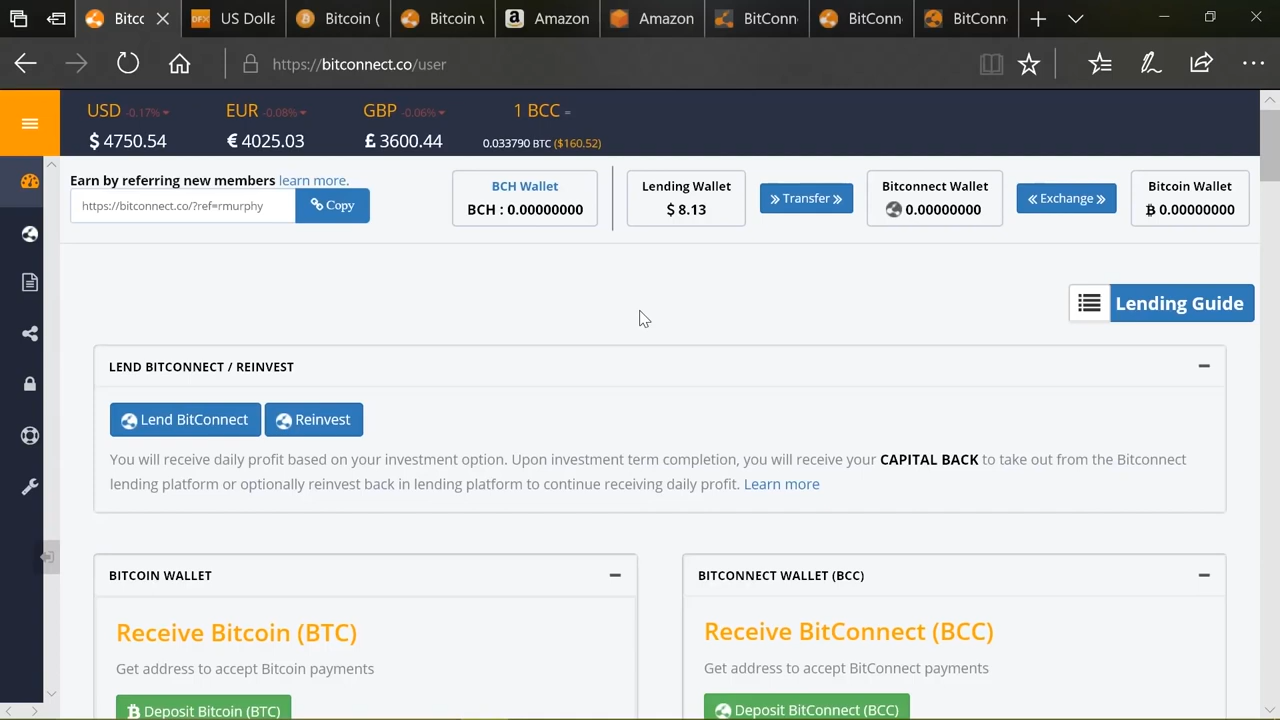 Bitc
US Dolla
Bitcoin (
Bitcoin v
Amazon
Amazon
BitConn
BitConn
BitConn
https://bitconnect.co/user
USD -0.17%
EUR -0.08%
GBP -0.06%
1 BCC =
$ 4750.54
€ 4025.03
£ 3600.44
0.033790 BTC ($160.52)
Earn by referring new members learn more.
https://bitconnect.co/?ref=rmurphy
Copy
BCH Wallet
BCH : 0.00000000
Lending Wallet
$ 8.13
Transfer
Bitconnect Wallet
0.00000000
Exchange
Bitcoin Wallet
0.00000000
Lending Guide
LEND BITCONNECT / REINVEST
Lend BitConnect
Reinvest
You will receive daily profit based on your investment option. Upon investment term completion, you will receive your CAPITAL BACK to take out from the Bitconnect
lending platform or optionally reinvest back in lending platform to continue receiving daily profit. Learn more
BITCOIN WALLET
Receive Bitcoin (BTC)
Get address to accept Bitcoin payments
Deposit Bitcoin (BTC)
BITCONNECT WALLET (BCC)
Receive BitConnect (BCC)
Get address to accept BitConnect payments
Deposit BitConnect (BCC)